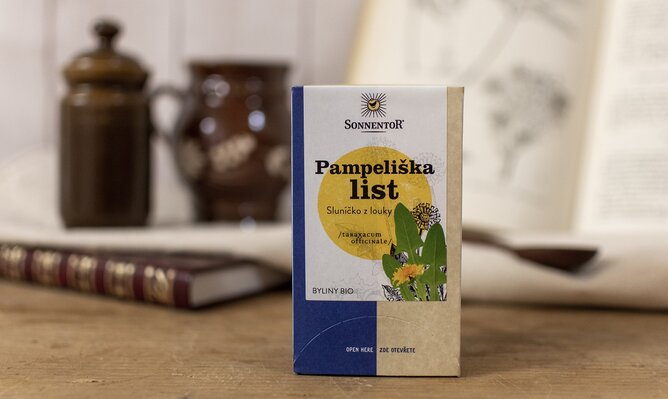 SONNENTOR®
Pampeliška
list
Sluníčko z louky
/taraxacum
officinale/
BYLINY BIO
OPEN HERE ZDE OTEVŘETE